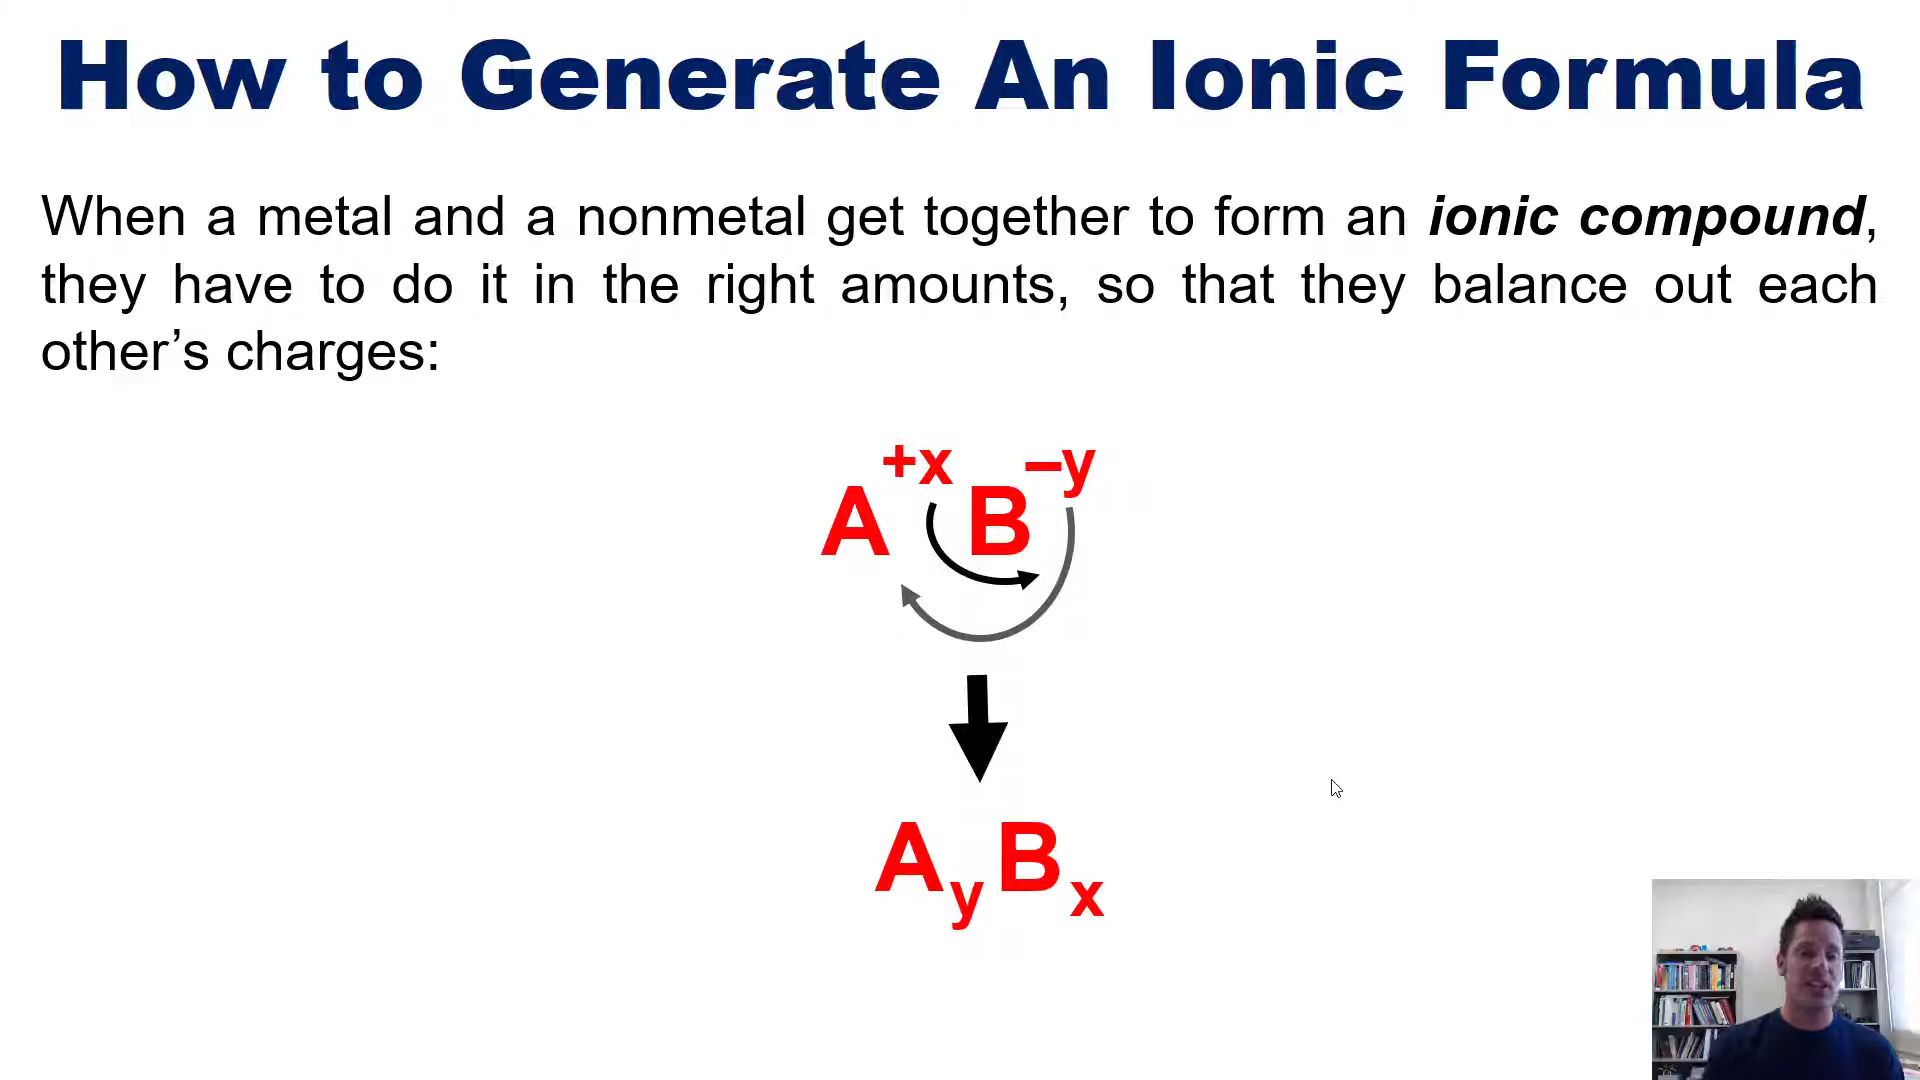 How to Generate An Ionic Formula
When a metal and a nonmetal get together to form an ionic compound,
they have to do it in the right amounts, so that they balance out each
other’s charges:
A+x B–y
AyBx